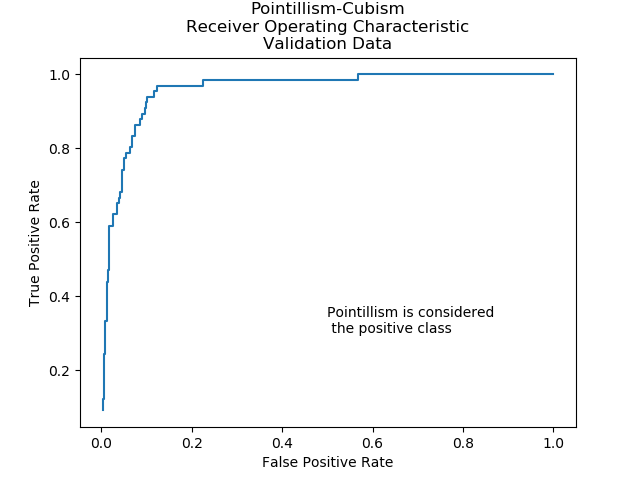 Pointillism-Cubism
Receiver Operating Characteristic
Validation Data
1.0
0.8
0.6
0.4
0.2
True Positive Rate
Pointillism is considered
the positive class
0.0
0.2
0.4
0.6
0.8
1.0
False Positive Rate